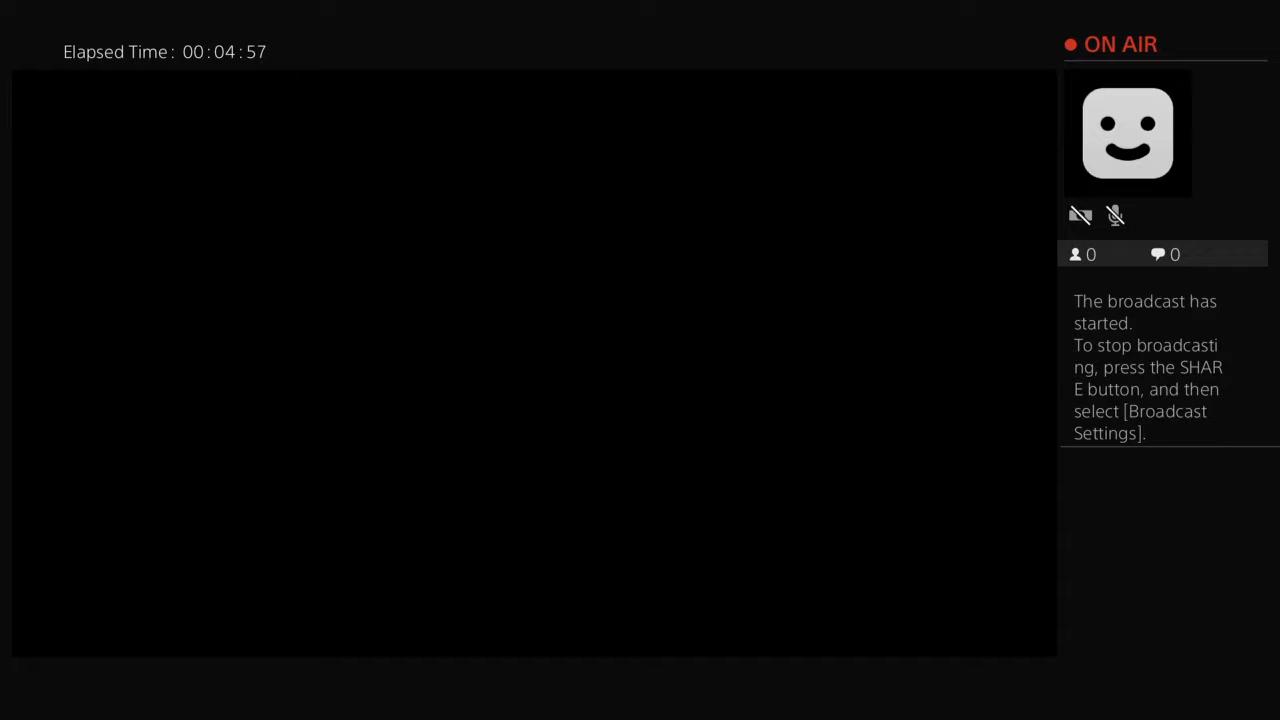 Elapsed Time: 00:04:57
ON AIR
0 0
The broadcast has
started.
To stop broadcasti
ng, press the SHAR
E button, and then
select [Broadcast
Settings].